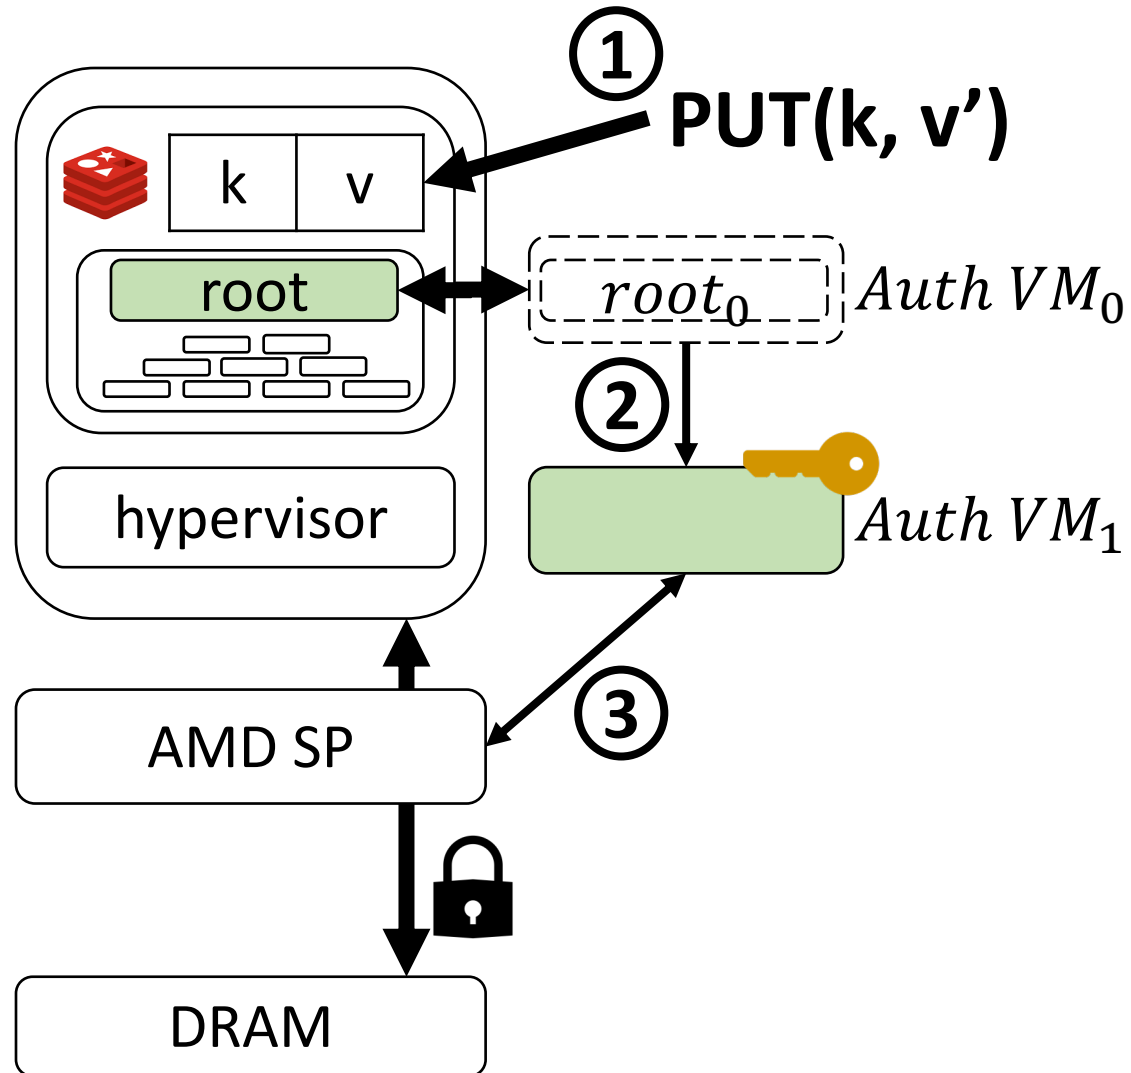 1
PUT(k, v’)
k v
root
root₀
Auth VM₀
2
hypervisor
Auth VM₁
3
AMD SP
DRAM